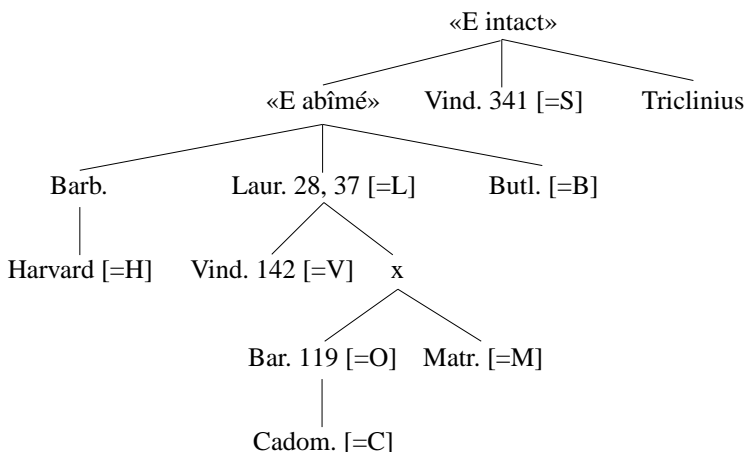 «E intact»
«E abîmé» Vind. 341 [=S] Triclinius
Barb. Laur. 28, 37 [=L] Butl. [=B]
Harvard [=H] Vind. 142 [=V] x
Bar. 119 [=O] Matr. [=M]
Cadom. [=C]